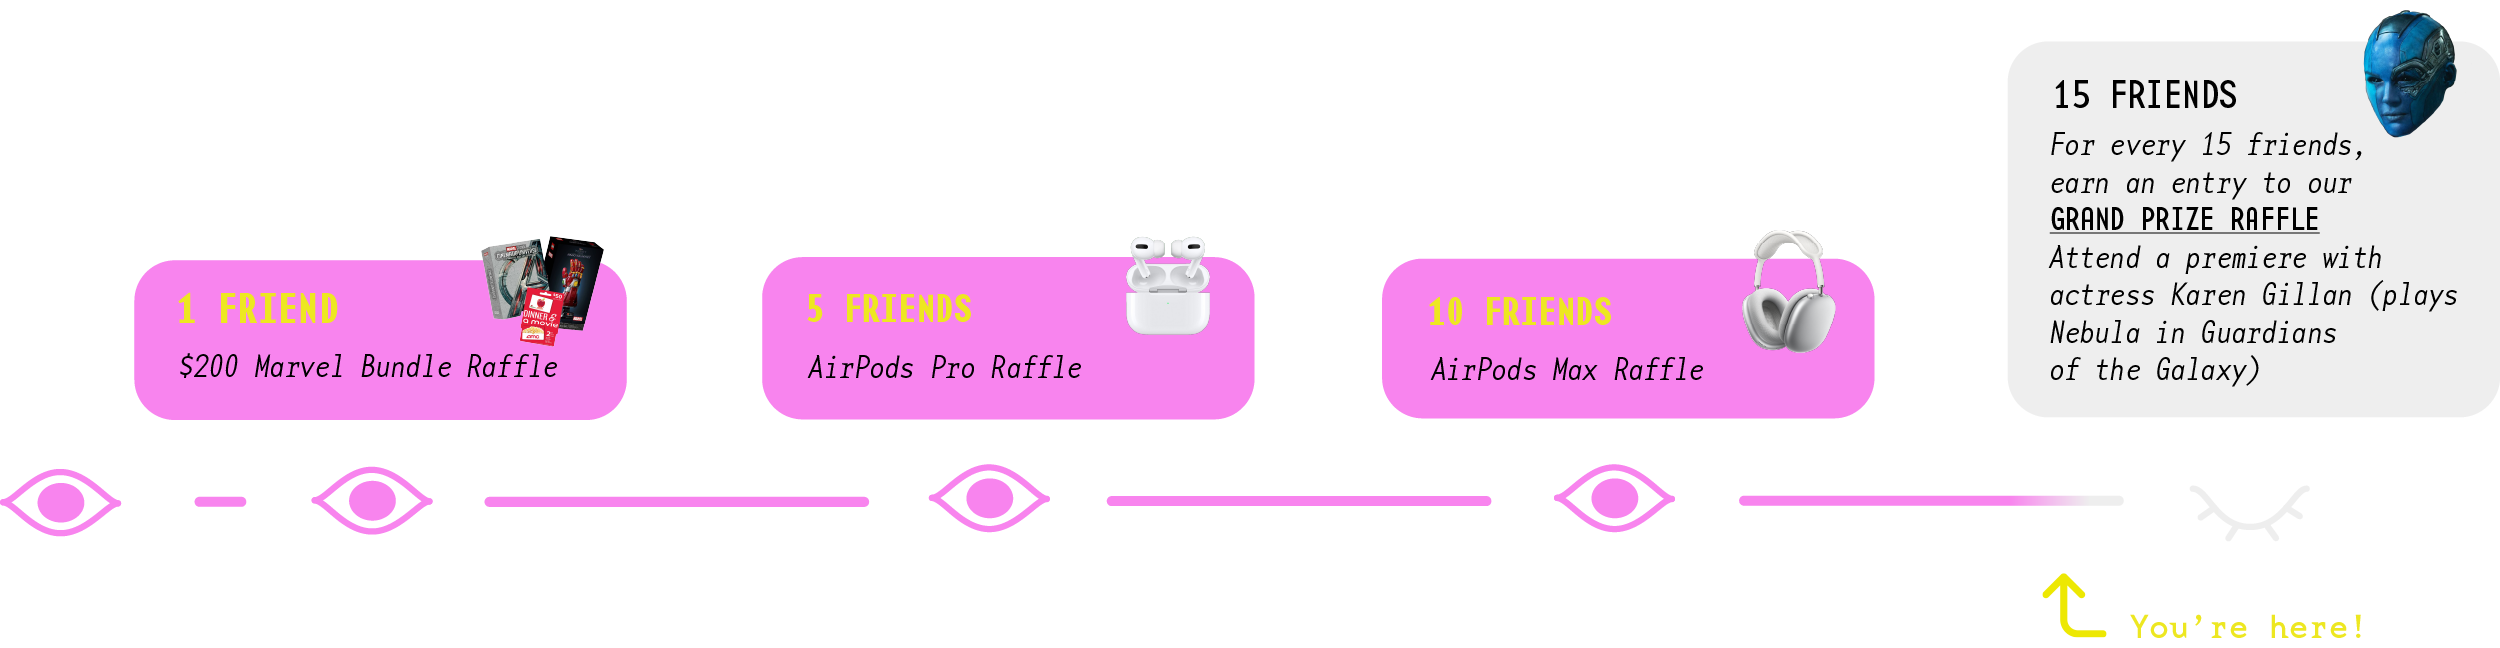 1 FRIEND
$200 Marvel Bundle Raffle
DINNER &
a movie
5 FRIENDS
AirPods Pro Raffle
10 FRIENDS
AirPods Max Raffle
15 FRIENDS
For every 15 friends,
earn an entry to our
GRAND PRIZE RAFFLE
Attend a premiere with
actress Karen Gillan (plays
Nebula in Guardians
of the Galaxy)
You're here!